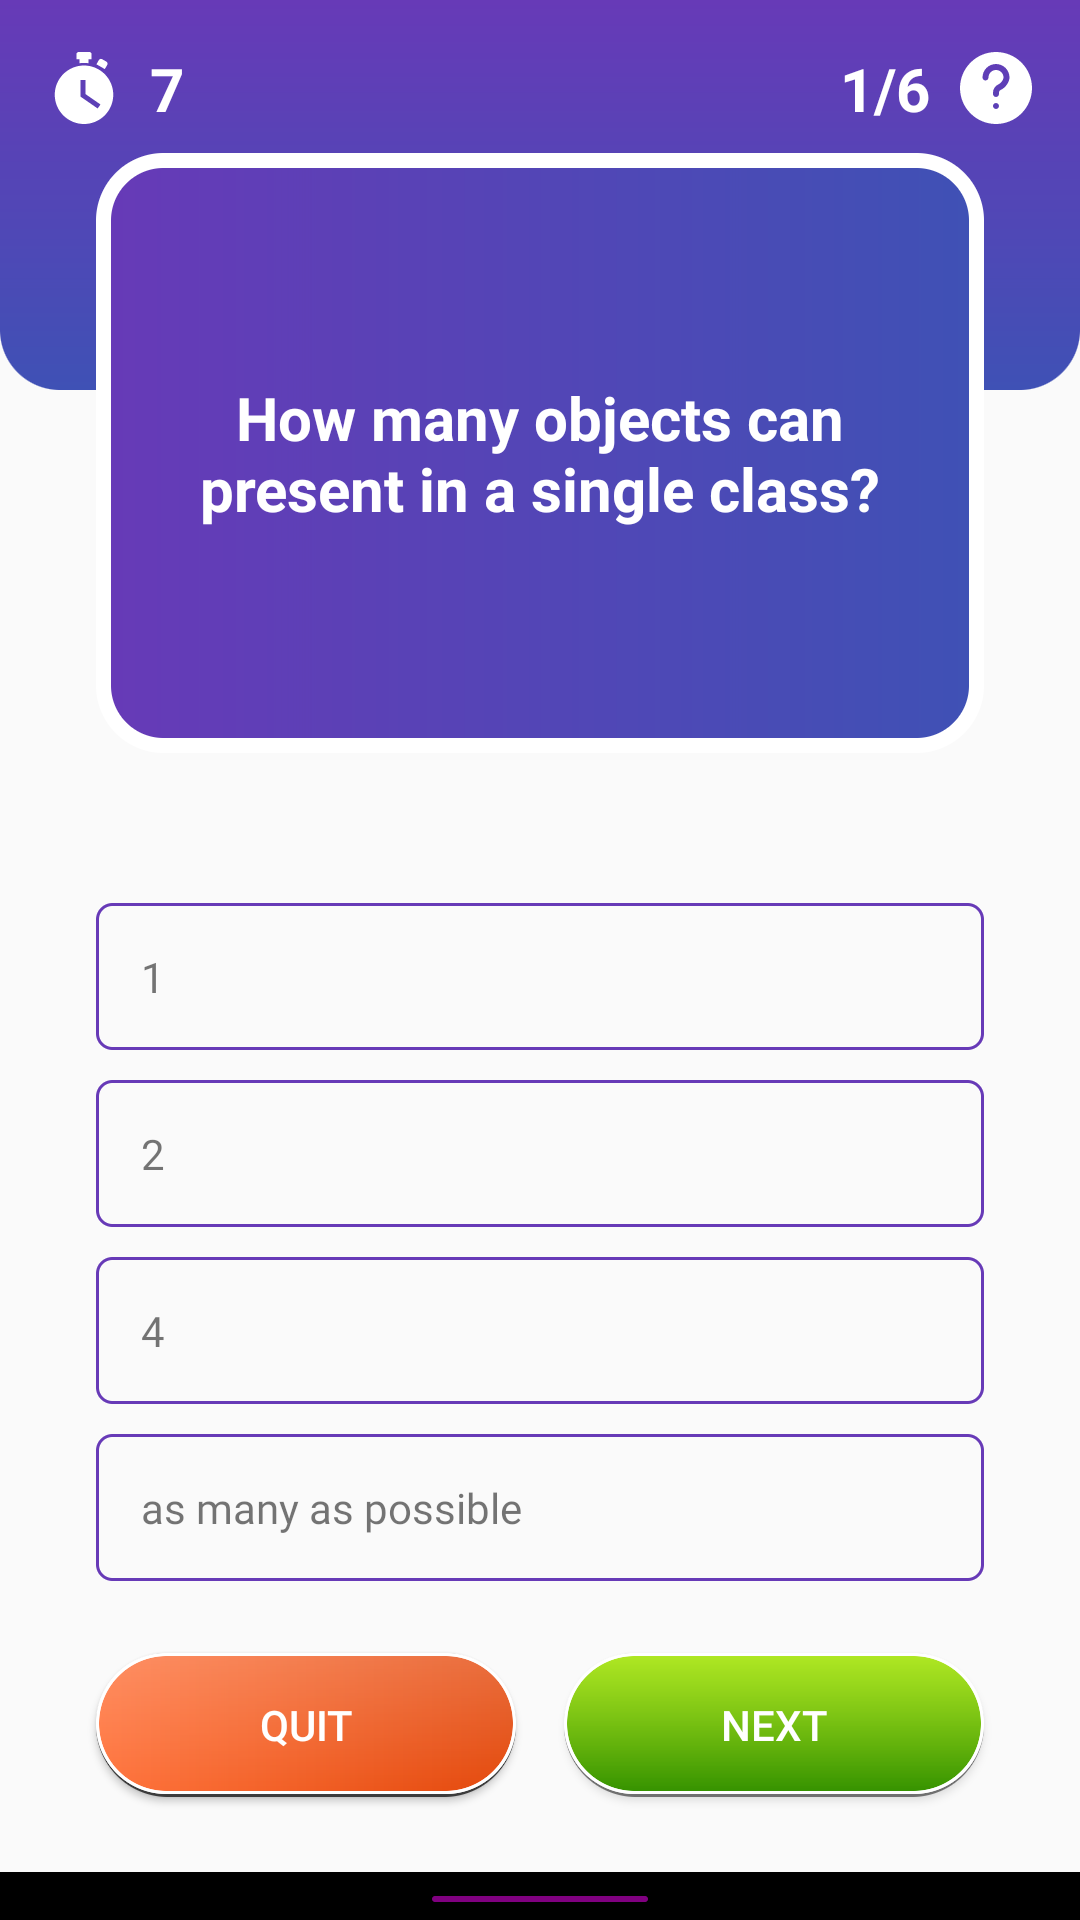 7
1/6
How many objects can
present in a single class?
1
2
4
as many as possible
QUIT
NEXT